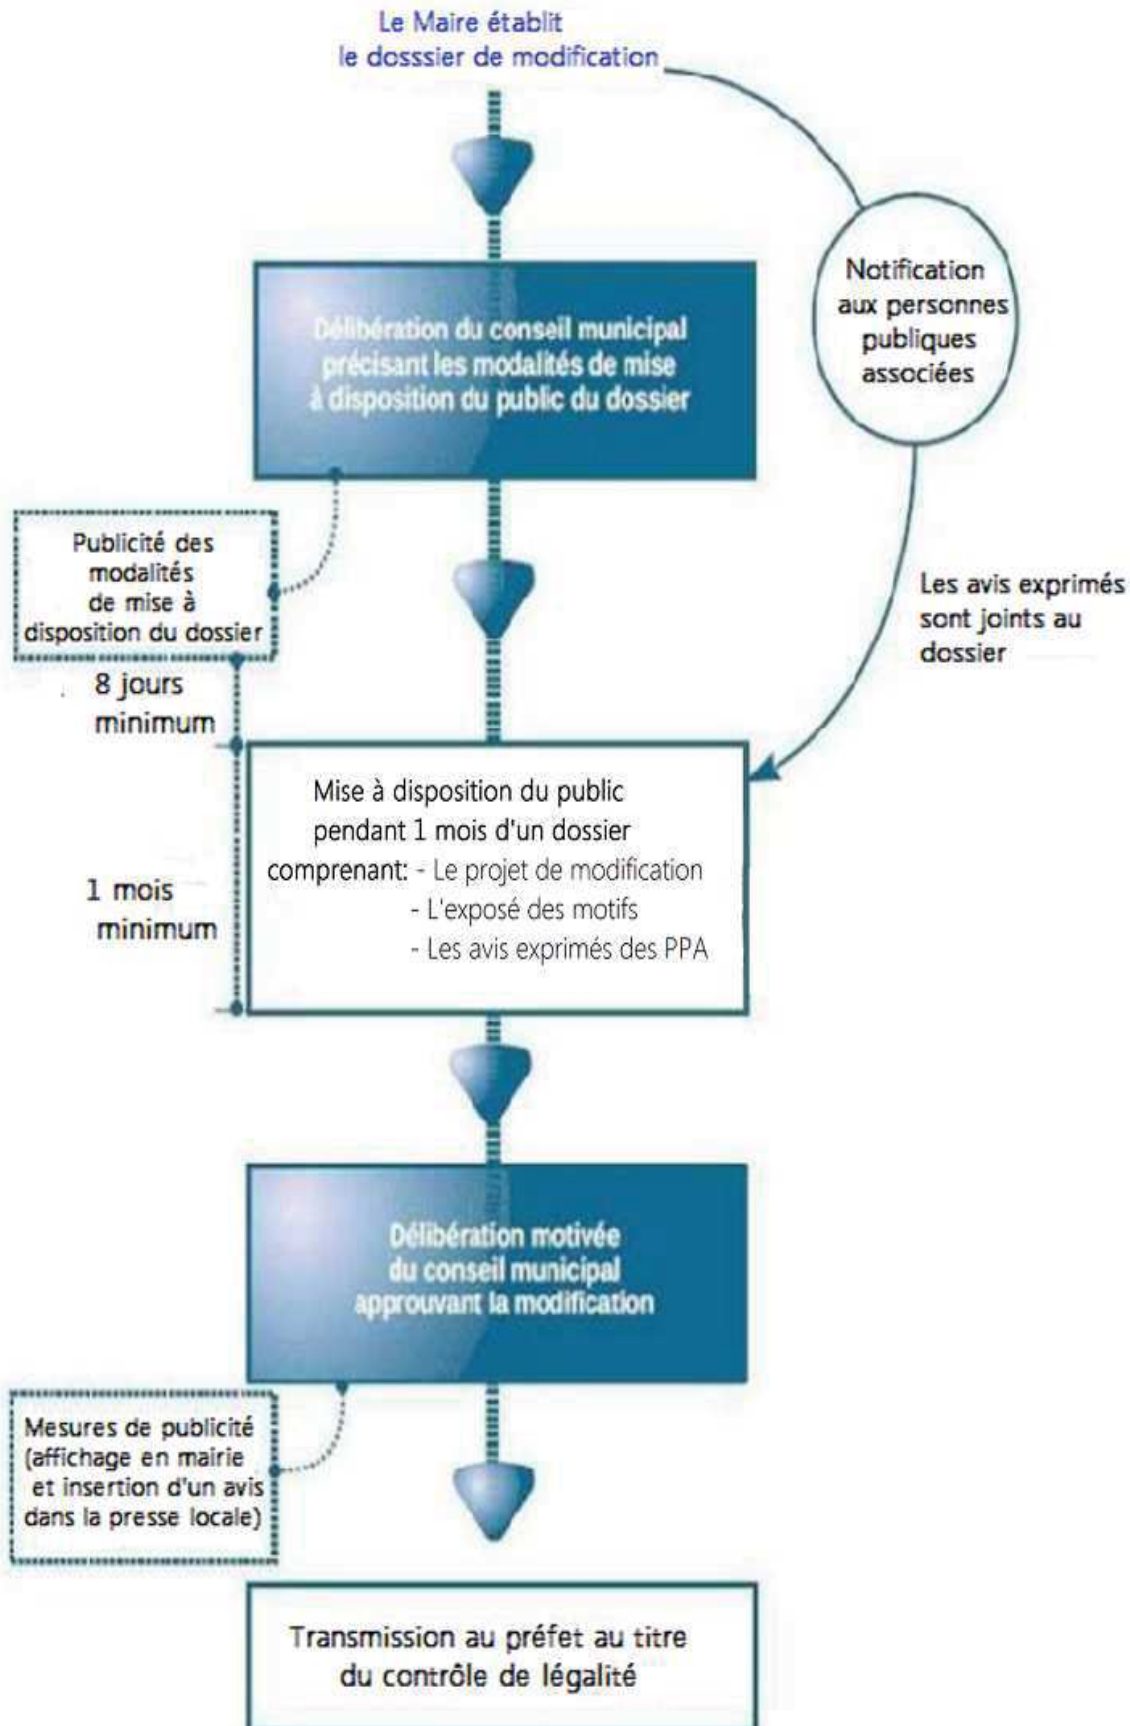 Le Maire établit
le dosssier de modification
Notification
aux personnes
publiques
associées
Délibération du conseil municipal
précisant les modalités de mise
à disposition du public du dossier
Publicité des
modalités
de mise à
disposition du dossier
Les avis exprimés
sont joints au
dossier
8 jours
minimum
Mise à disposition du public
pendant 1 mois d'un dossier
comprenant: - Le projet de modification
- L'exposé des motifs
- Les avis exprimés des PPA
1 mois
minimum
Délibération motivée
du conseil municipal
approuvant la modification
Mesures de publicité
(affichage en mairie
et insertion d'un avis
dans la presse locale)
Transmission au préfet au titre
du contrôle de légalité